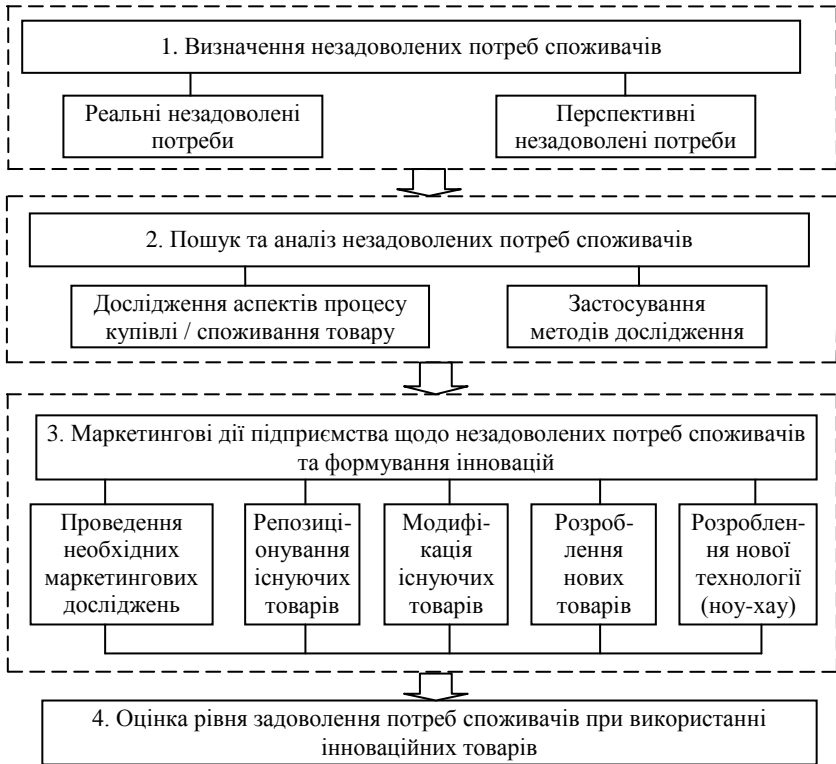 1. Визначення незадоволених потреб споживачів
Реальні незадоволені
потреби
Перспективні
незадоволені потреби
2. Пошук та аналіз незадоволених потреб споживачів
Дослідження аспектів процесу
купівлі / споживання товару
Застосування
методів дослідження
3. Маркетингові дії підприємства щодо незадоволених потреб споживачів
та формування інновацій
Проведення
необхідних
маркетингових
досліджень
Репозиці-
онування
існуючих
товарів
Модифі-
кація
існуючих
товарів
Розроб-
лення
нових
товарів
Розроблен-
ня нової
технології
(ноу-хау)
4. Оцінка рівня задоволення потреб споживачів при використанні
інноваційних товарів